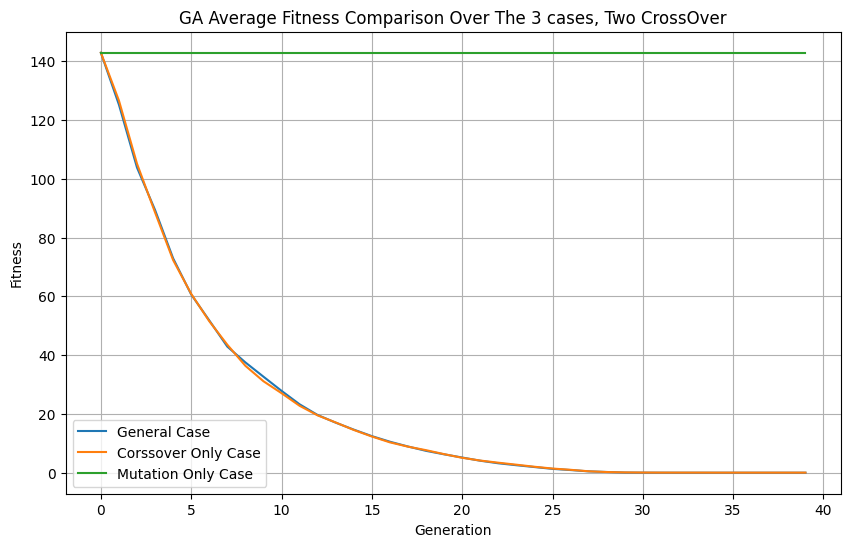 GA Average Fitness Comparison Over The 3 cases, Two CrossOver
140
120
100
80
60
40
20
0
Fitness
General Case
Corssover Only Case
Mutation Only Case
0 5 10 15 20 25 30 35 40
Generation